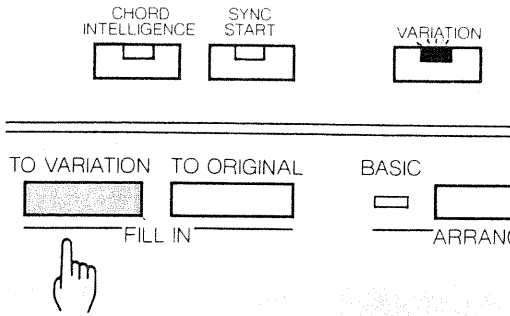 CHORD
INTELLIGENCE
SYNC
START
VARIATION
TO VARIATION
TO ORIGINAL
BASIC
FILL IN